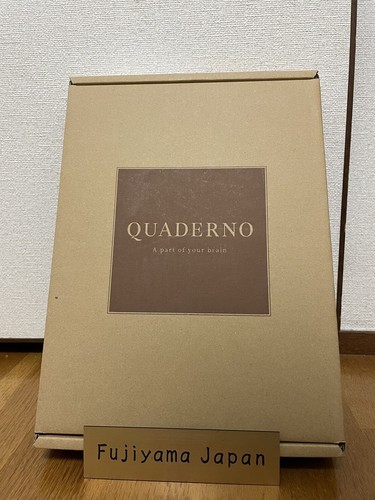 QUADERNO
A part of your brain
Fujiyama Japan